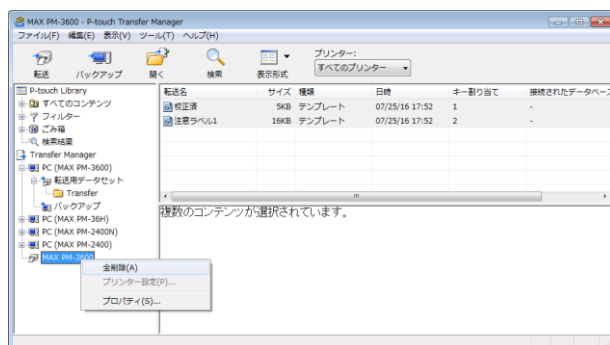 MAX PM-3600 - P-touch Transfer Manager
ファイル(F) 編集(E) 表示(V) ツール(T) ヘルプ(H)
転送 バックアップ 開く 検索 表示形式
プリンター:
すべてのプリンター
P-touch Library
すべてのコンテンツ
フィルター
ごみ箱
検索結果
Transfer Manager
PC (MAX PM-3600)
転送用データセット
Transfer
バックアップ
PC (MAX PM-36H)
PC (MAX PM-2400N)
PC (MAX PM-2400)
MAX PM-3600
転送名 サイズ 種類 日時 キー割り当て 接続されたデータベース
校正済 5KB テンプレート 07/25/16 17:52 1 -
注意ラベル1 16KB テンプレート 07/25/16 17:52 2 -
複数のコンテンツが選択されています。
全削除(A)
プリンター設定(P)...
プロパティ(S)...